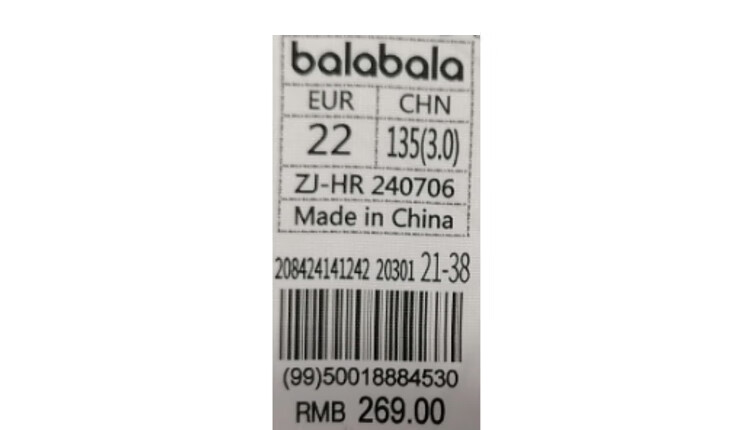 balabala
EUR CHN
22 135(3.0)
ZJ-HR 240706
Made in China
208424141242 20301 21-38
(99)50018884530
RMB 269.00